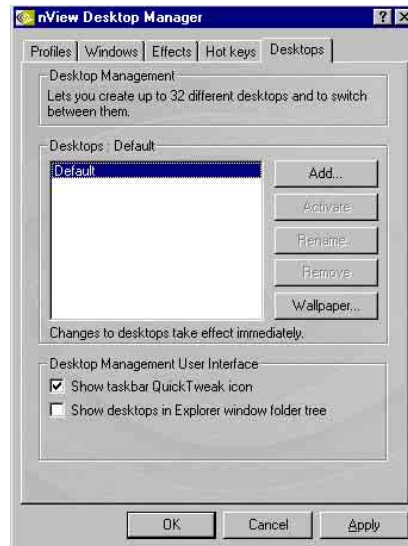 nView Desktop Manager
Profiles Windows Effects Hot keys Desktops
Desktop Management
Lets you create up to 32 different desktops and to switch
between them.
Desktops : Default
Default
Add...
Activate
Rename
Remove
Wallpaper...
Changes to desktops take effect immediately.
Desktop Management User Interface
Show taskbar QuickTweak icon
Show desktops in Explorer window folder tree
OK Cancel Apply